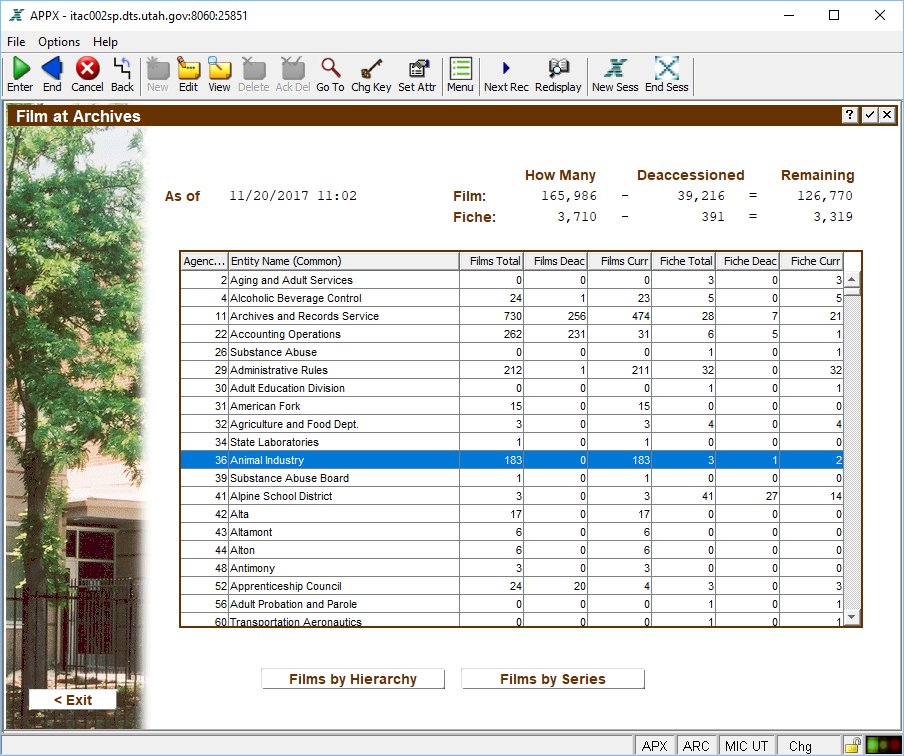 APPX - itac002sp.dts.utah.gov:8060:25851
File Options Help
Enter End Cancel Back New Edit View Delete Ack Del Go To Chg Key Set Attr Menu Next Rec Redisplay New Sess End Sess
Film at Archives
How Many Deaccessioned Remaining
As of 11/20/2017 11:02 Film: 165,986 - 39,216 = 126,770
Fiche: 3,710 - 391 = 3,319
Agenc... Entity Name (Common) Films Total Films Deac Films Curr Fiche Total Fiche Deac Fiche Curr
2 Aging and Adult Services 0 0 0 3 0 3
4 Alcoholic Beverage Control 24 1 23 5 0 5
11 Archives and Records Service 730 256 474 28 7 21
22 Accounting Operations 262 231 31 6 5 1
26 Substance Abuse 0 0 0 1 0 1
29 Administrative Rules 212 1 211 32 0 32
30 Adult Education Division 0 0 0 1 0 1
31 American Fork 15 0 15 0 0 0
32 Agriculture and Food Dept. 3 0 3 4 0 4
34 State Laboratories 1 0 1 0 0 0
36 Animal Industry 183 0 183 3 1 2
39 Substance Abuse Board 1 0 1 0 0 0
41 Alpine School District 3 0 3 41 27 14
42 Alta 17 0 17 0 0 0
43 Altamont 6 0 6 0 0 0
44 Alton 6 0 6 0 0 0
48 Antimony 3 0 3 0 0 0
52 Apprenticeship Council 24 20 4 3 0 3
56 Adult Probation and Parole 0 0 0 1 0 1
60 Transportation Aeronautics 0 0 0 1 0 1
Films by Hierarchy Films by Series
< Exit
APX ARC MIC UT Chg